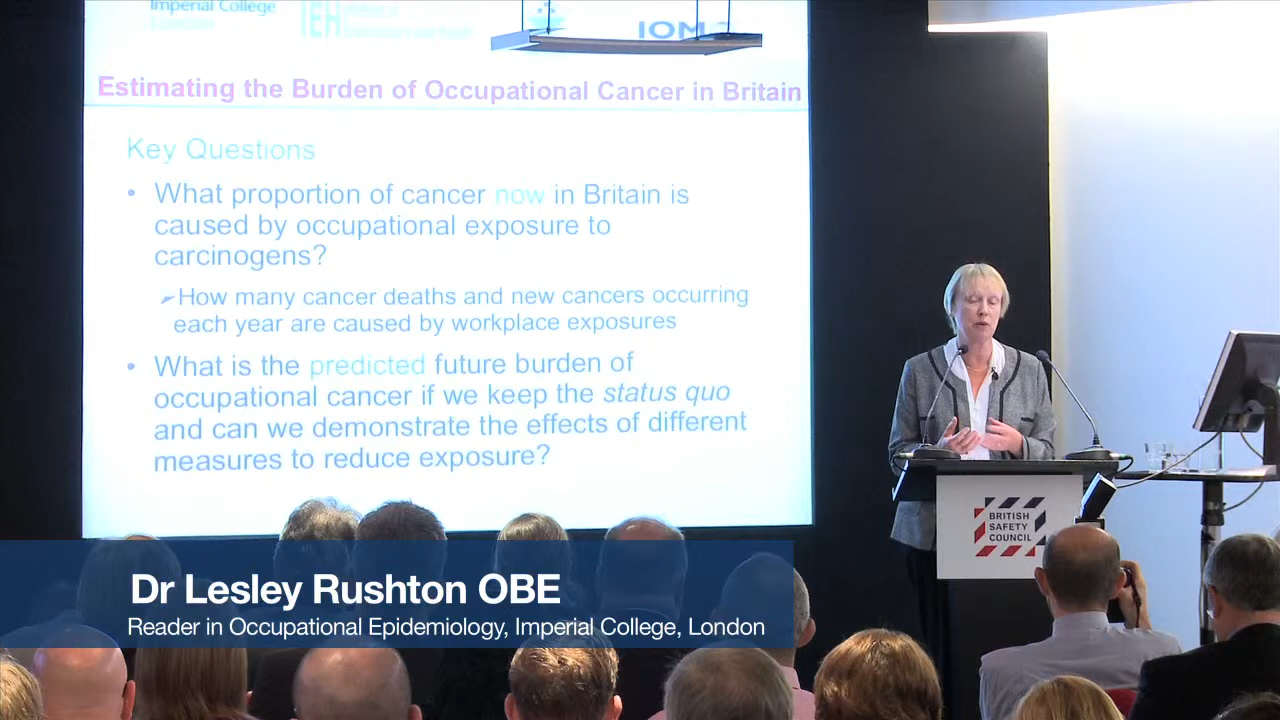 Imperial College
London
IEH
IOM
Estimating the Burden of Occupational Cancer in Britain
Key Questions
• What proportion of cancer now in Britain is
caused by occupational exposure to
carcinogens?
How many cancer deaths and new cancers occurring
each year are caused by workplace exposures
• What is the predicted future burden of
occupational cancer if we keep the status quo
and can we demonstrate the effects of different
measures to reduce exposure?
BRITISH
SAFETY
COUNCIL
Dr Lesley Rushton OBE
Reader in Occupational Epidemiology, Imperial College, London